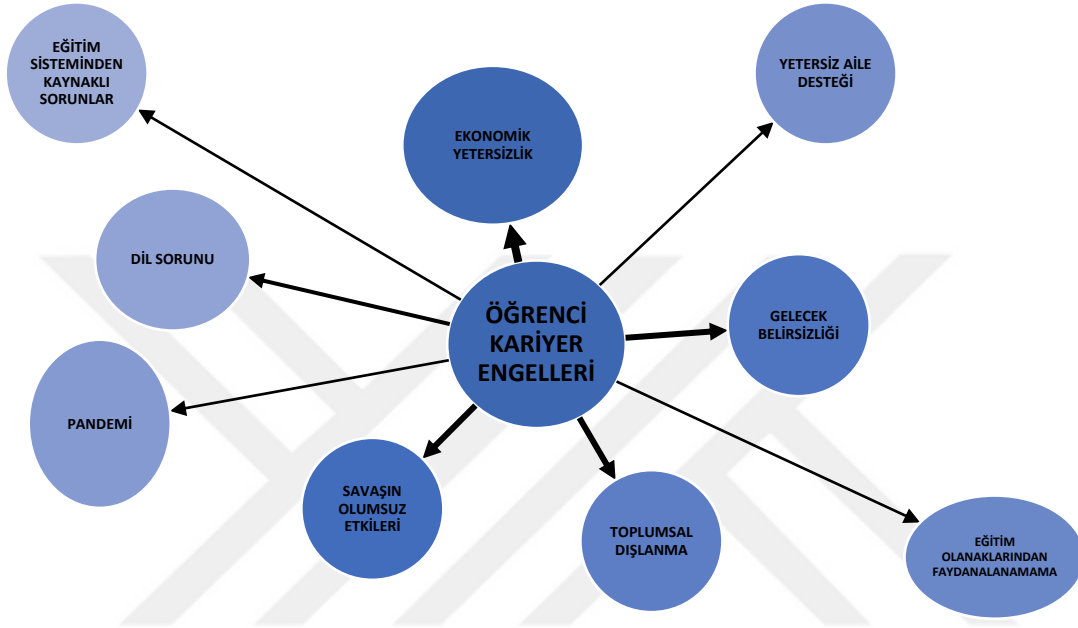 EĞİTİM
SİSTEMİNDEN
KAYNAKLI
SORUNLAR
EKONOMİK
YETERSİZLİK
YETERSİZ AİLE
DESTEĞİ
DİL SORUNU
ÖĞRENCİ
KARİYER
ENGELLERİ
GELECEK
BELİRSİZLİĞİ
PANDEMİ
SAVAŞIN
OLUMSUZ
ETKİLERİ
TOPLUMSAL
DIŞLANMA
EĞİTİM
OLANAKLARINDAN
FAYDANALANAMAMA